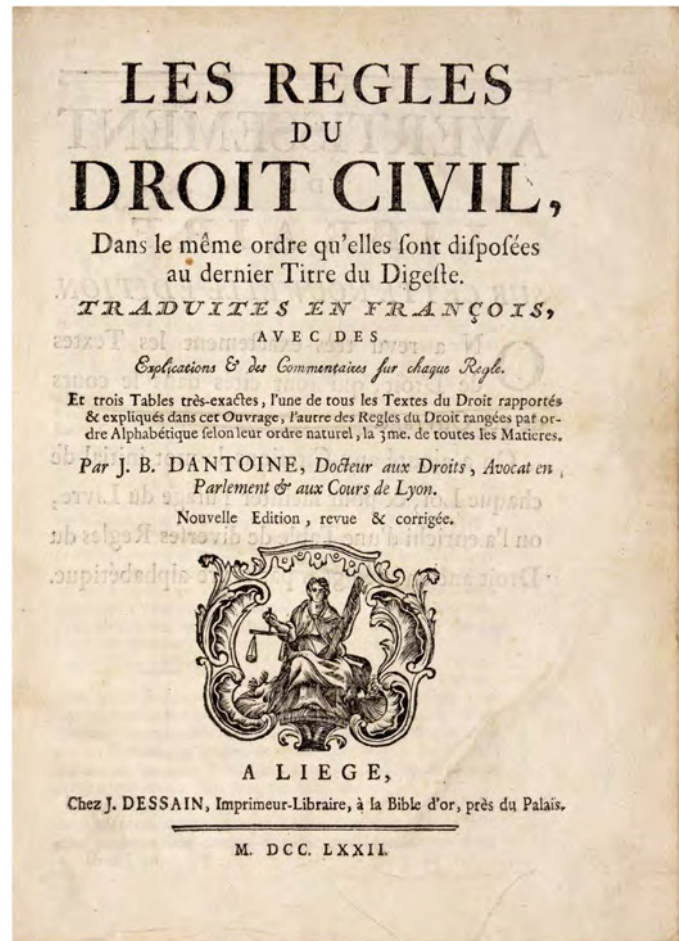 LES REGLES
DU
DROIT CIVIL,
Dans le même ordre qu'elles ſont diſpoſées
au dernier Titre du Digeſte.
TRADUITES EN FRANÇOIS,
AVEC DES
Explications & des Commentaires ſur chaque Regle.
Et trois Tables très-exactes, l'une de tous les Textes du Droit rapportés
& expliqués dans cet Ouvrage, l'autre des Regles du Droit rangées par or-
dre Alphabétique ſelon leur ordre naturel, la 3me. de toutes les Matieres.
Par J. B. DANTOINE, Docteur aux Droits, Avocat en
Parlement & aux Cours de Lyon.
Nouvelle Edition, revue & corrigée.
A LIEGE,
Chez J. DESSAIN, Imprimeur-Libraire, à la Bible d'or, près du Palais.
M. DCC. LXXII.